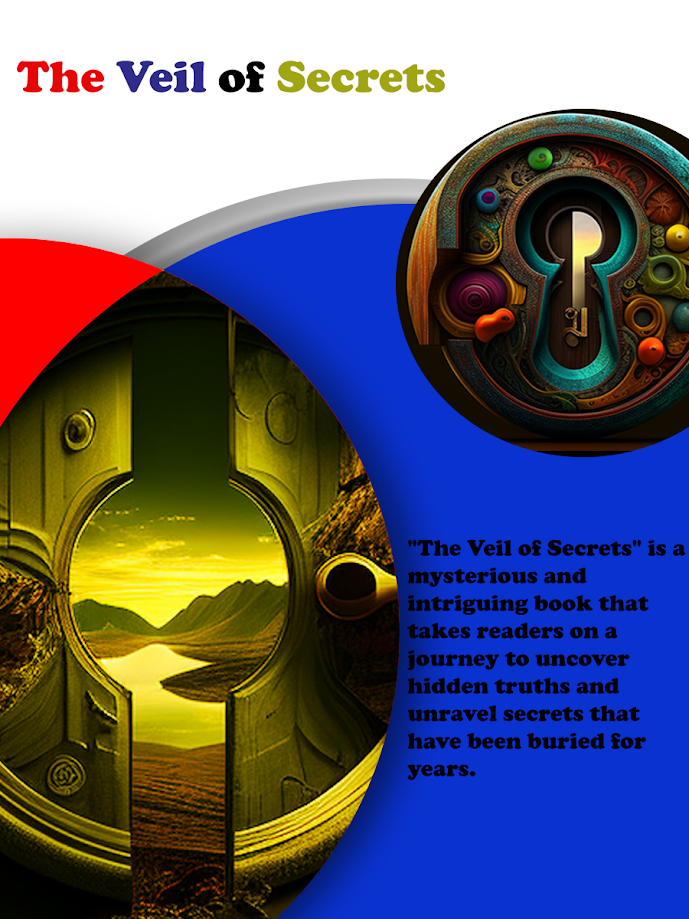 The Veil of Secrets
"The Veil of Secrets" is a
mysterious and
intriguing book that
takes readers on a
journey to uncover
hidden truths and
unravel secrets that
have been buried for
years.